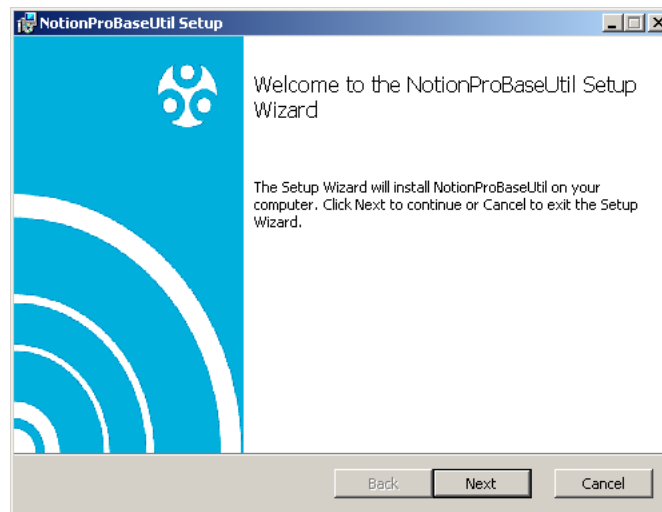 NotionProBaseUtil Setup
Welcome to the NotionProBaseUtil Setup
Wizard
The Setup Wizard will install NotionProBaseUtil on your
computer. Click Next to continue or Cancel to exit the Setup
Wizard.
Back Next Cancel